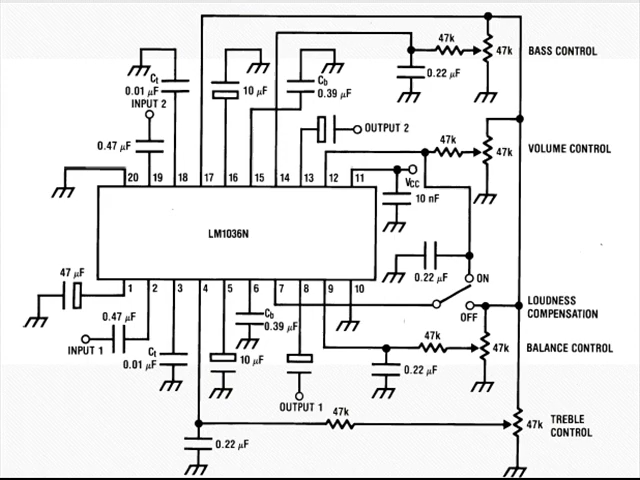 47k
47k
BASS CONTROL
0.22 µF
Ct
0.01 µF
10 µF
Cb
0.39 µF
INPUT 2
OUTPUT 2
0.47 µF
47k
47k
VOLUME CONTROL
20 19 18 17 16 15 14 13 12 11
VCC
10 nF
LM1036N
47 µF
1 2 3 4 5 6 7 8 9 10
0.22 µF
ON
OFF
LOUDNESS
COMPENSATION
0.47 µF
Cb
0.39 µF
INPUT 1
Ct
0.01 µF
10 µF
47k
47k
BALANCE CONTROL
0.22 µF
OUTPUT 1
47k
47k
TREBLE
CONTROL
0.22 µF